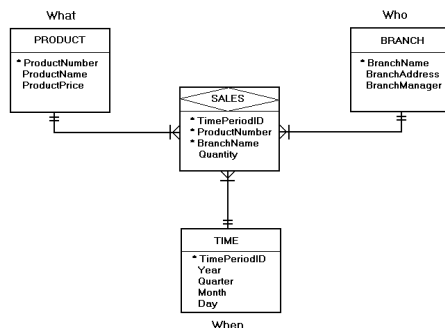 What
PRODUCT
* ProductNumber
ProductName
ProductPrice
Who
BRANCH
* BranchName
BranchAddress
BranchManager
SALES
* TimePeriodID
* ProductNumber
* BranchName
Quantity
TIME
* TimePeriodID
Year
Quarter
Month
Day
When